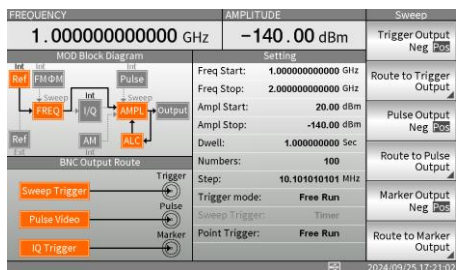 FREQUENCY
1.000000000000 GHz
AMPLITUDE
-140.00 dBm
Sweep
Trigger Output
Neg Pos
Route to Trigger
Output
Pulse Output
Neg Pos
Route to Pulse
Output
Marker Output
Neg Pos
Route to Marker
Output
MOD Block Diagram
Int
Int
Int
Ref
FMΦM
Pulse
Sweep
Int
Sweep
FREQ
I/Q
AMPL
Output
Ref
AM
ALC
Ext
Int
BNC Output Route
Sweep Trigger
Trigger
Pulse Video
Pulse
IQ Trigger
Marker
Setting
Freq Start: 1.000000000000 GHz
Freq Stop: 2.000000000000 GHz
Ampl Start: 20.00 dBm
Ampl Stop: -140.00 dBm
Dwell: 1.000000000 Sec
Numbers: 100
Step: 10.101010101 MHz
Trigger mode: Free Run
Sweep Trigger: Timer
Point Trigger: Free Run
2024/09/25 17:21:02